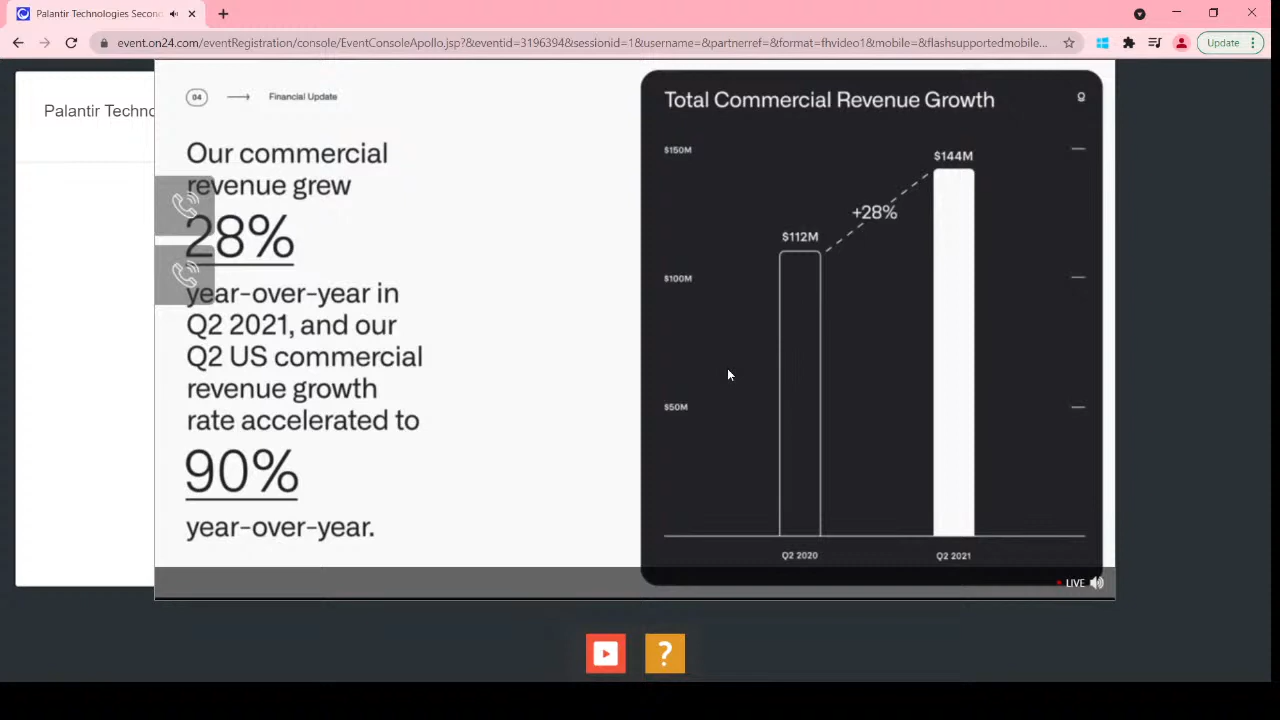 Palantir Technologies Second
event.on24.com/eventRegistration/console/EventConsoleApollo.jsp?&eventid=3196394&sessionid=1&username=&partnerref=&format=fhvideo1&mobile=&flashsupportedmobile...
Update
Palantir Techno
04
Financial Update
Our commercial
revenue grew
28%
year-over-year in
Q2 2021, and our
Q2 US commercial
revenue growth
rate accelerated to
90%
year-over-year.
Total Commercial Revenue Growth
$150M
$144M
+28%
$112M
$100M
$50M
Q2 2020
Q2 2021
LIVE
?